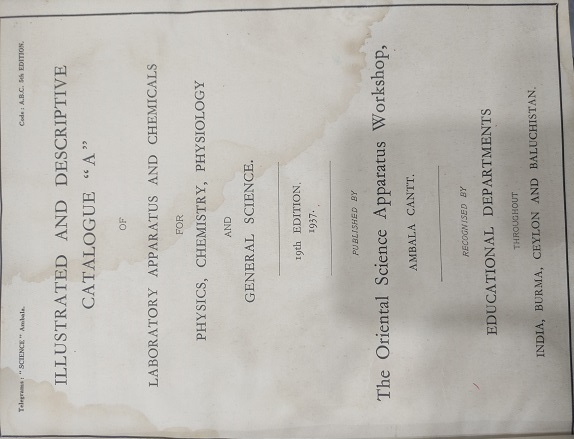 Telegrams: "SCIENCE" Ambala. Code: A.B.C. 5th EDITION.
ILLUSTRATED AND DESCRIPTIVE
CATALOGUE "A"
OF
LABORATORY APPARATUS AND CHEMICALS
FOR
PHYSICS, CHEMISTRY, PHYSIOLOGY
AND
GENERAL SCIENCE.
19th EDITION.
1937.
PUBLISHED BY
The Oriental Science Apparatus Workshop,
AMBALA CANTT.
RECOGNISED BY
EDUCATIONAL DEPARTMENTS
THROUGHOUT
INDIA, BURMA, CEYLON AND BALUCHISTAN.